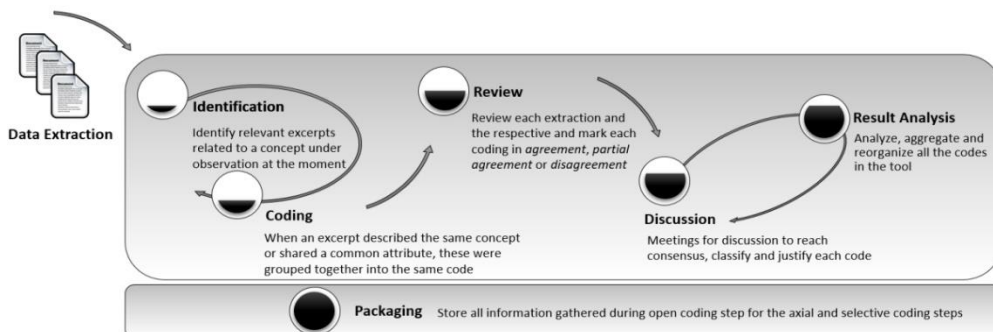 Data Extraction
Identification
Identify relevant excerpts
related to a concept under
observation at the moment
Coding
When an excerpt described the same concept
or shared a common attribute, these were
grouped together into the same code
Review
Review each extraction and
the respective and mark each
coding in agreement, partial
agreement or disagreement
Discussion
Meetings for discussion to reach
consensus, classify and justify each code
Result Analysis
Analyze, aggregate and
reorganize all the codes
in the tool
Packaging Store all information gathered during open coding step for the axial and selective coding steps